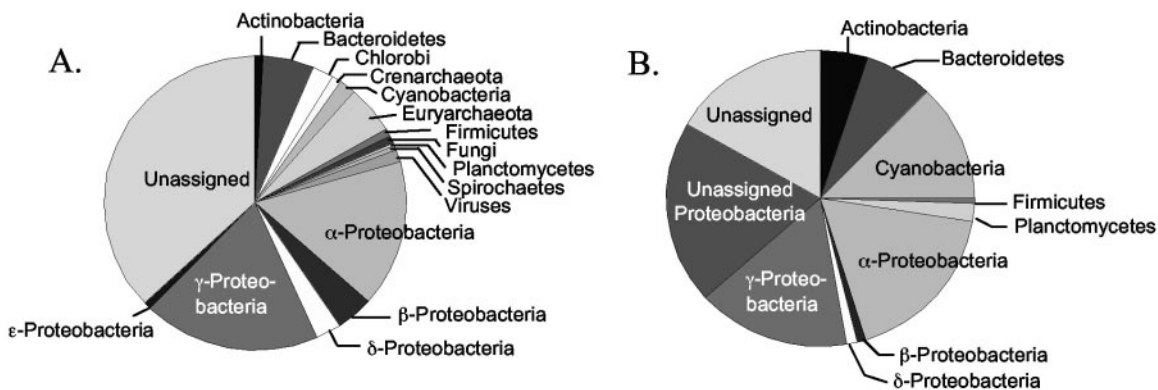 A.
Actinobacteria
Bacteroidetes
Chlorobi
Crenarchaeota
Cyanobacteria
Euryarchaeota
Firmicutes
Fungi
Planctomycetes
Spirochaetes
Viruses
α-Proteobacteria
β-Proteobacteria
δ-Proteobacteria
γ-Proteo-
bacteria
ε-Proteobacteria
Unassigned
B.
Actinobacteria
Bacteroidetes
Cyanobacteria
Firmicutes
Planctomycetes
α-Proteobacteria
β-Proteobacteria
δ-Proteobacteria
γ-Proteo-
bacteria
Unassigned
Proteobacteria
Unassigned